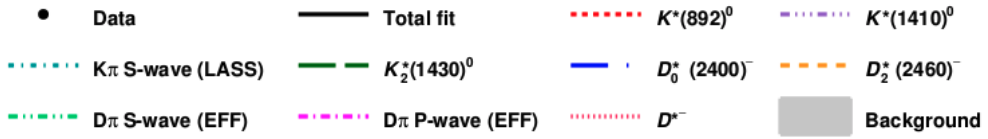 Data Total fit K*(892)⁰ K*(1410)⁰
Kπ S-wave (LASS) K₂*(1430)⁰ D₀* (2400)⁻ D₂* (2460)⁻
Dπ S-wave (EFF) Dπ P-wave (EFF) D*⁻ Background